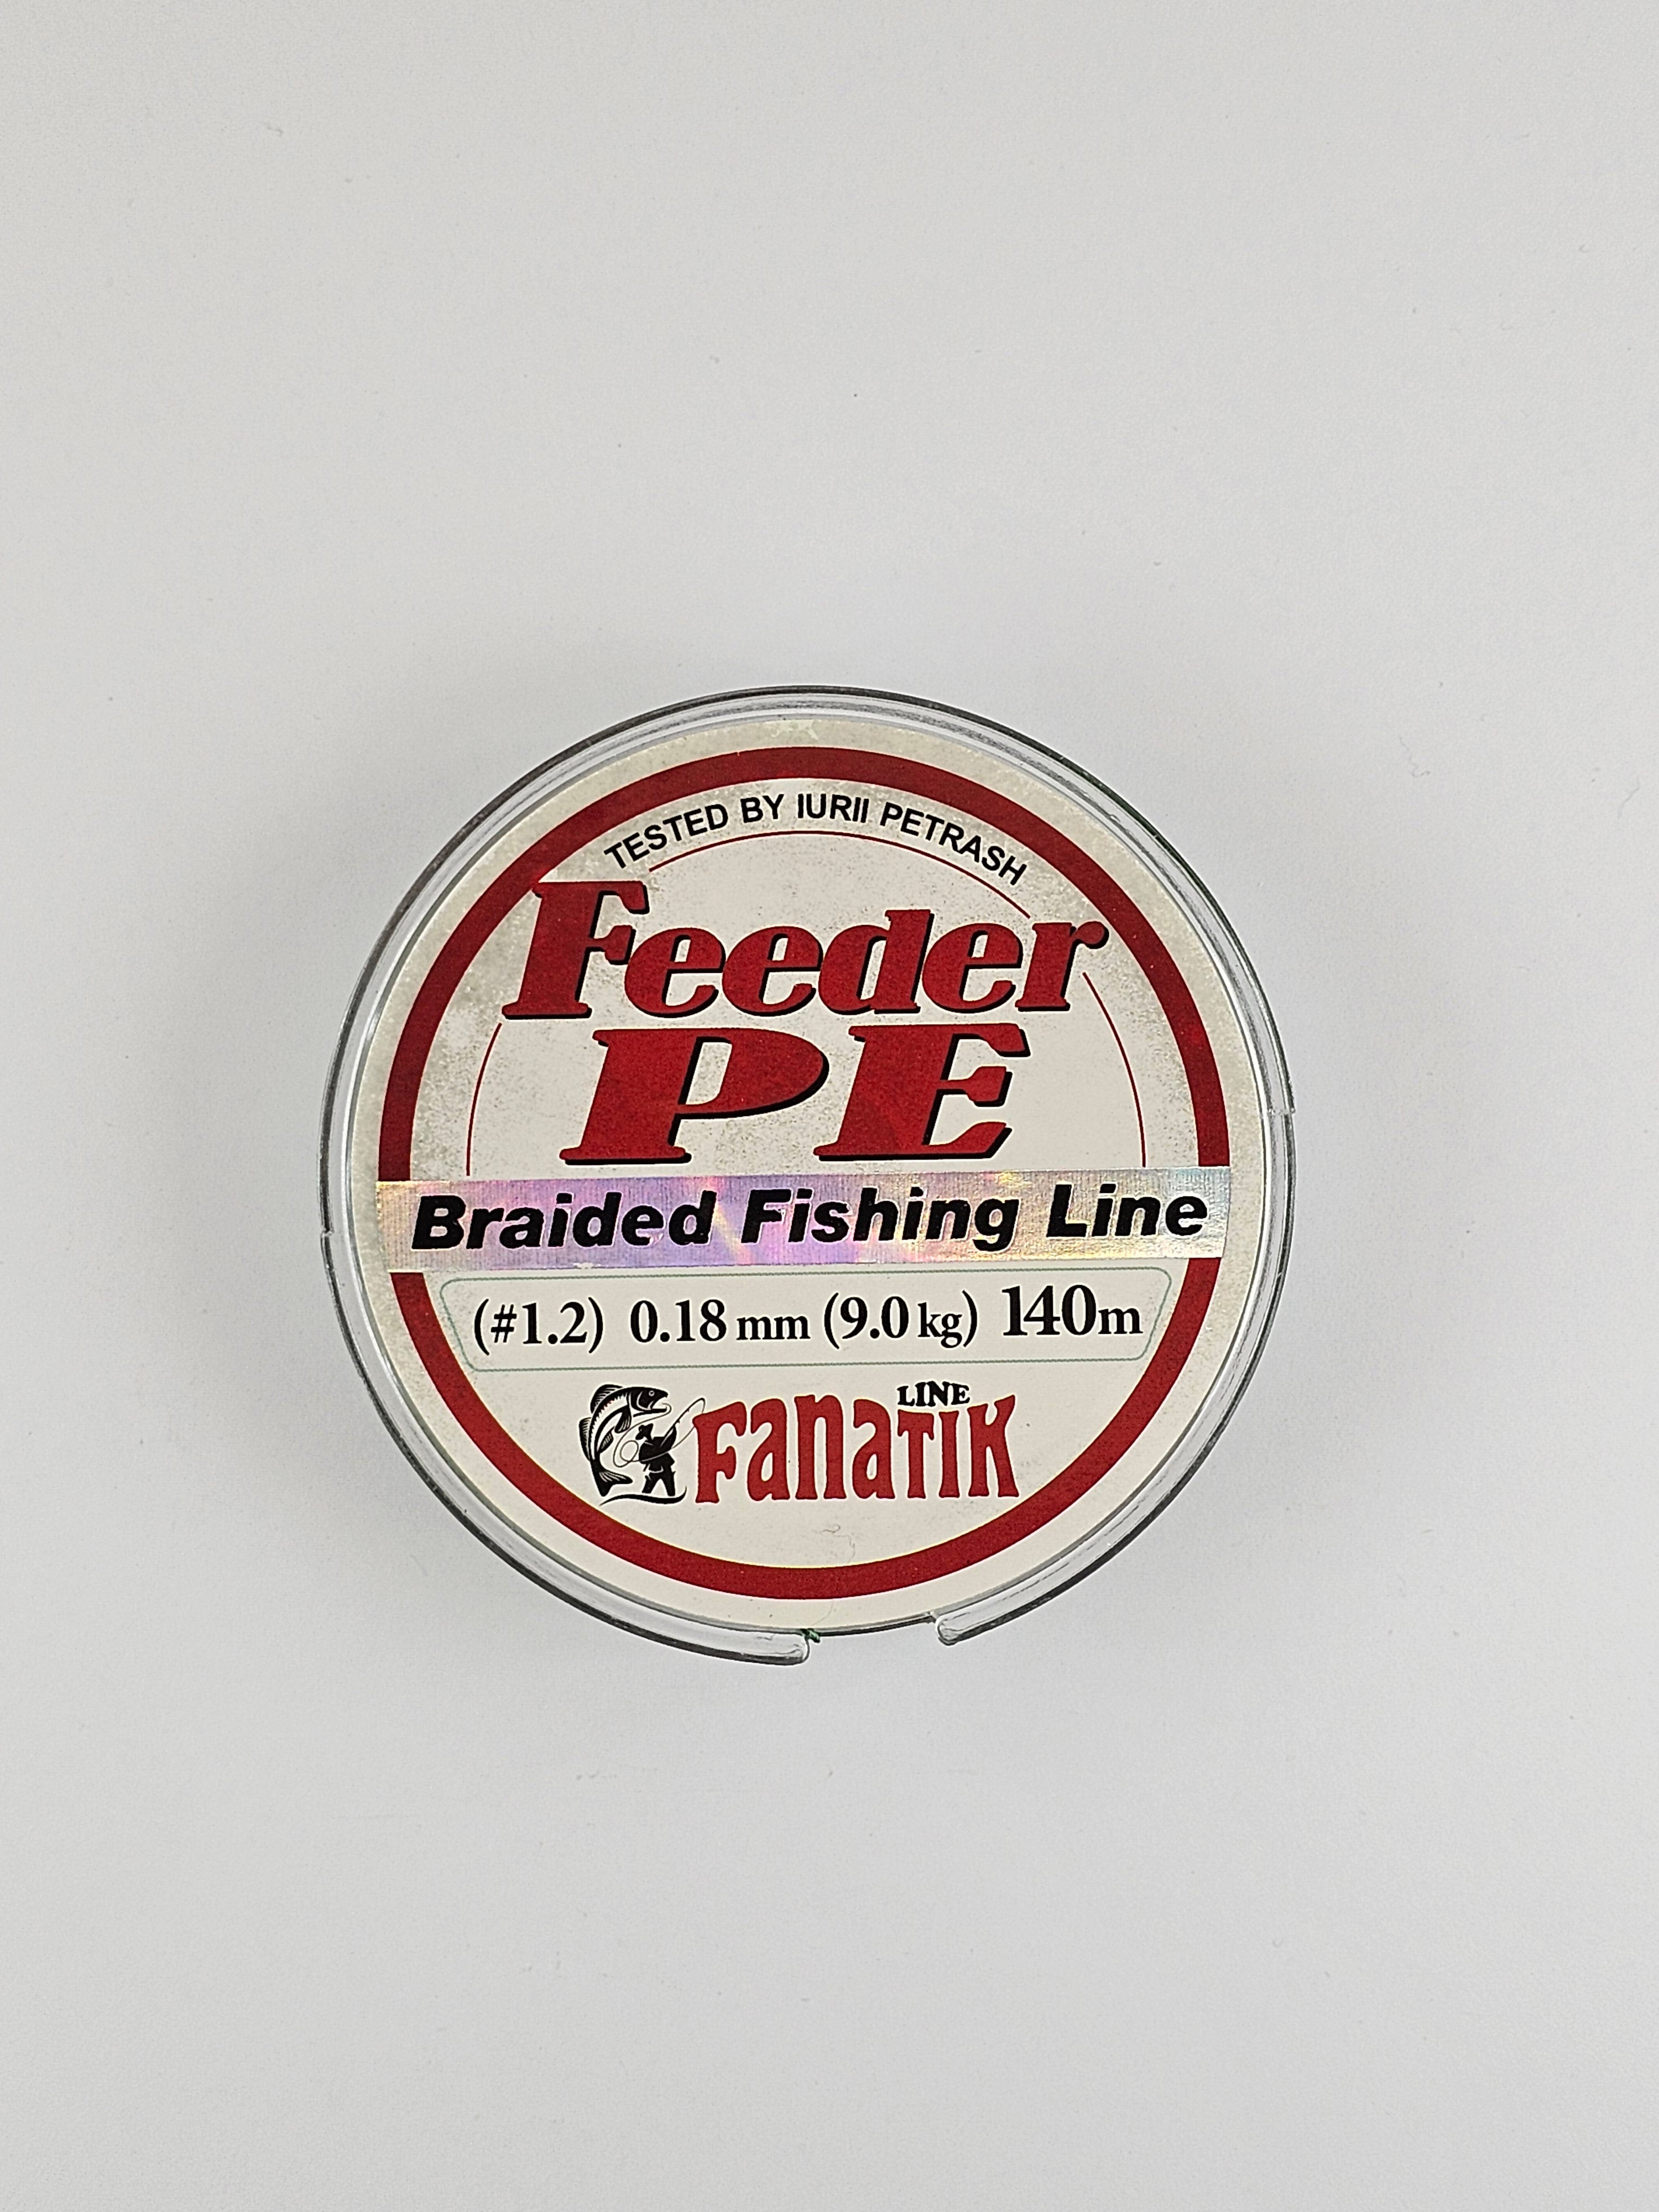 TESTED BY IURII PETRASH
Feeder
PE
Braided Fishing Line
(#1.2) 0.18 mm (9.0 kg) 140m
LINE
FANATIK